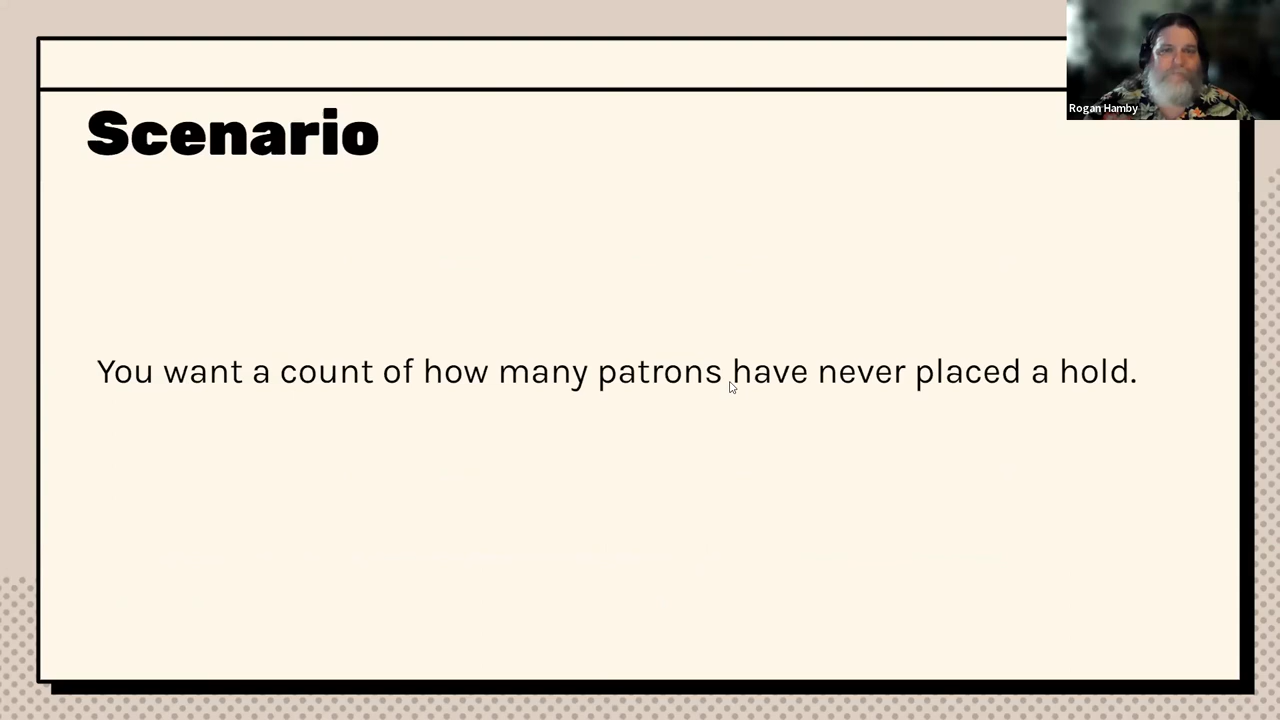 Rogan Hamby
Scenario
You want a count of how many patrons have never placed a hold.